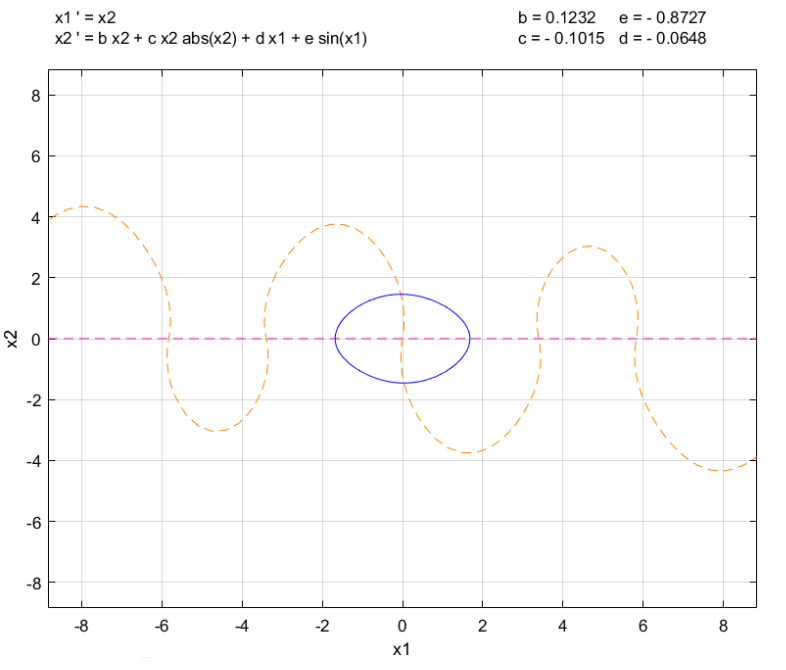 x1 ' = x2
x2 ' = b x2 + c x2 abs(x2) + d x1 + e sin(x1)
b = 0.1232 e = - 0.8727
c = - 0.1015 d = - 0.0648
8
6
4
2
0
-2
-4
-6
-8
x2
-8 -6 -4 -2 0 2 4 6 8
x1